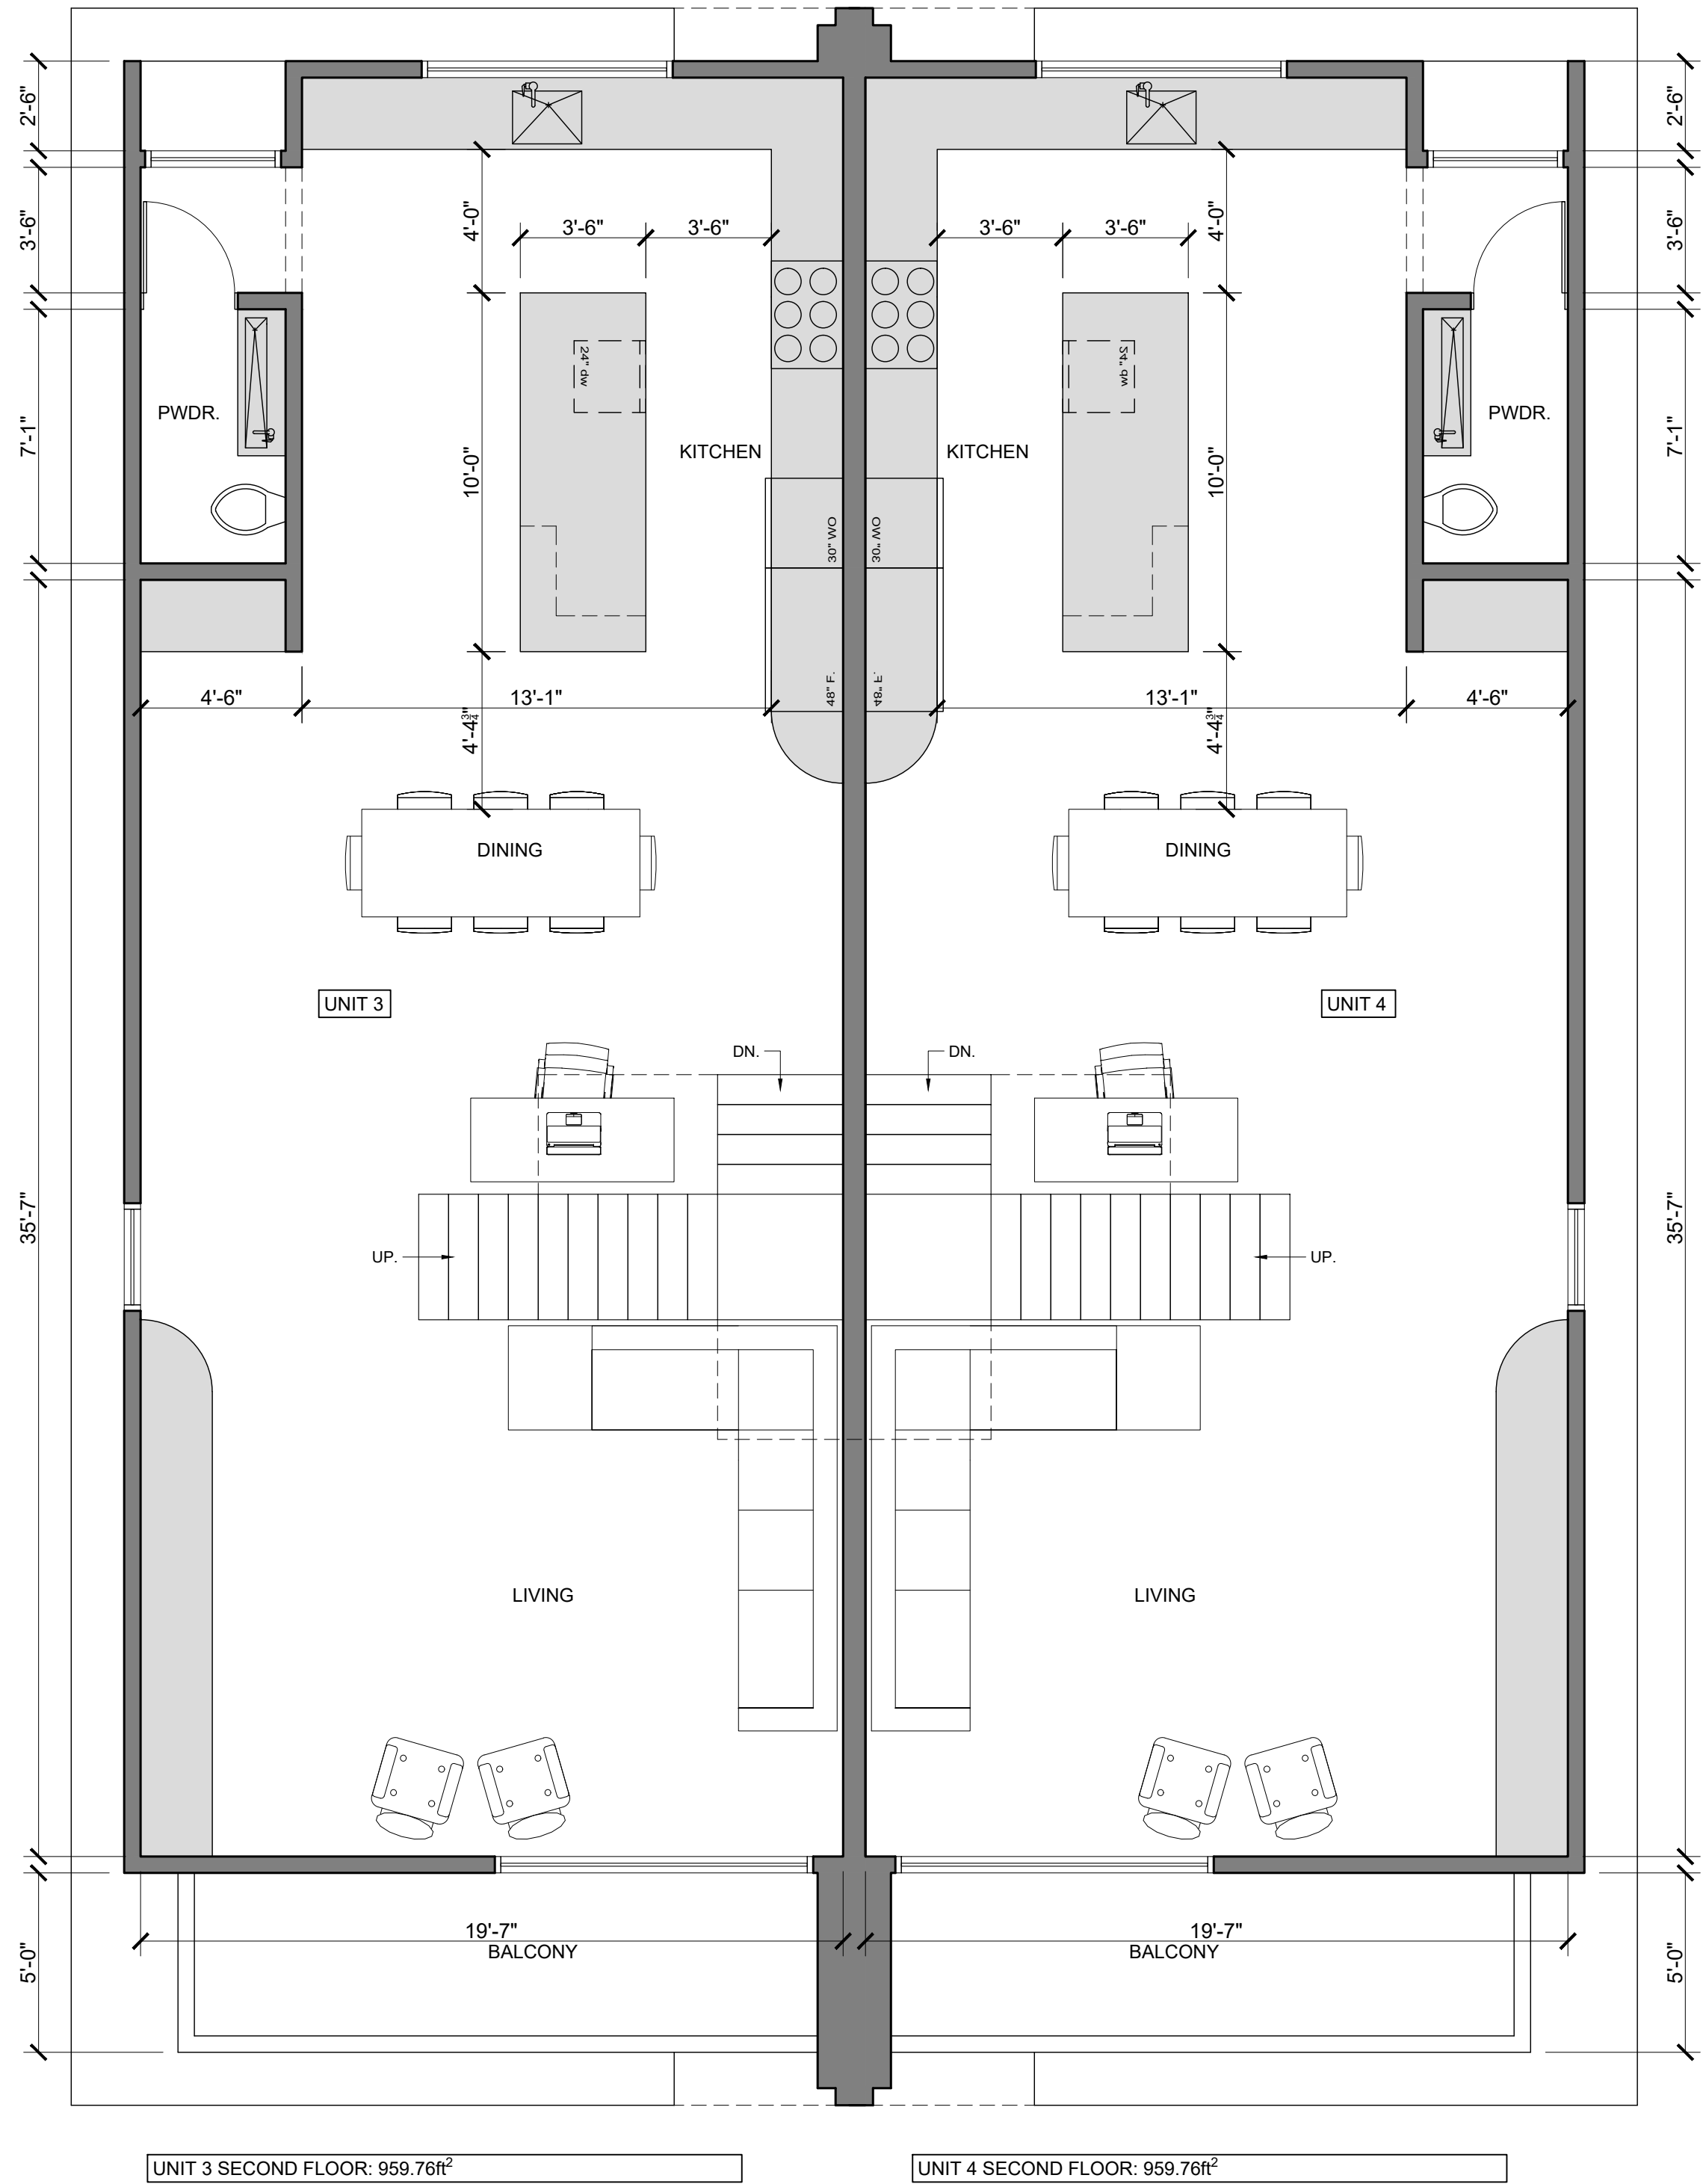 2'-6"
2'-6"
4'-0"
4'-0"
3'-6"
3'-6"
3'-6"
3'-6"
3'-6"
3'-6"
24" dw
24" dw
PWDR.
PWDR.
7'-1"
7'-1"
KITCHEN
KITCHEN
10'-0"
10'-0"
30" WO
30" WO
48" F.
48" F.
4'-6"
13'-1"
13'-1"
4'-6"
4'-4¾"
4'-4¾"
DINING
DINING
UNIT 3
UNIT 4
DN.
DN.
35'-7"
35'-7"
UP.
UP.
LIVING
LIVING
19'-7"
19'-7"
BALCONY
BALCONY
5'-0"
5'-0"
UNIT 3 SECOND FLOOR: 959.76ft²
UNIT 4 SECOND FLOOR: 959.76ft²